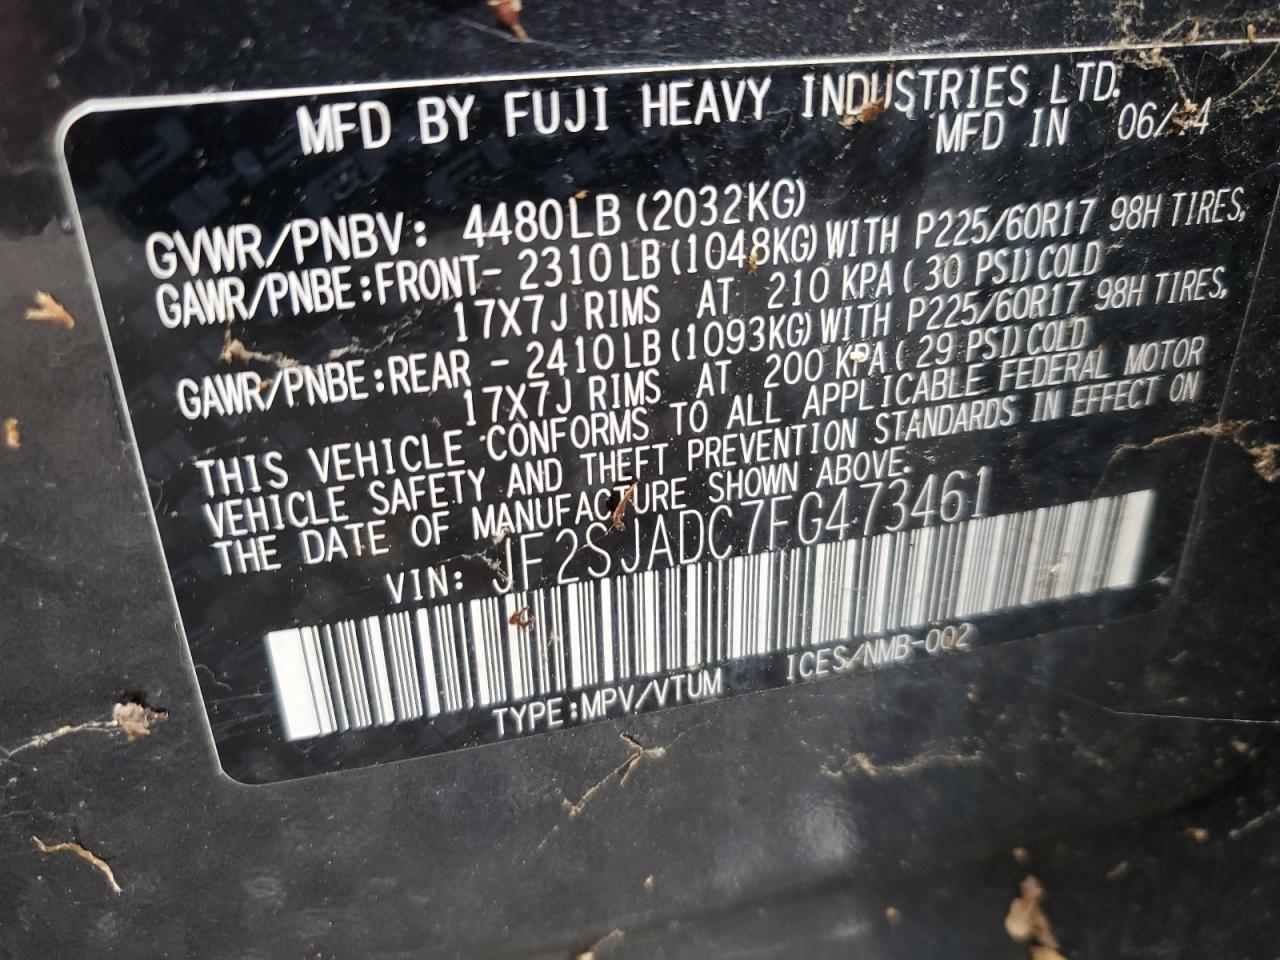 MFD BY FUJI HEAVY INDUSTRIES LTD.
MFD IN 06/14
GVWR/PNBV: 4480LB (2032KG)
GAWR/PNBE:FRONT- 2310LB(1048KG)WITH P225/60R17 98H TIRES,
17X7J RIMS AT 210 KPA( 30 PSI)COLD
GAWR/PNBE:REAR - 2410LB(1093KG)WITH P225/60R17 98H TIRES,
17X7J RIMS AT 200 KPA( 29 PSI)COLD
THIS VEHICLE CONFORMS TO ALL APPLICABLE FEDERAL MOTOR
VEHICLE SAFETY AND THEFT PREVENTION STANDARDS IN EFFECT ON
THE DATE OF MANUFACTURE SHOWN ABOVE.
VIN: JF2SJADC7FG473461
TYPE:MPV/VTUM ICES/NMB-002